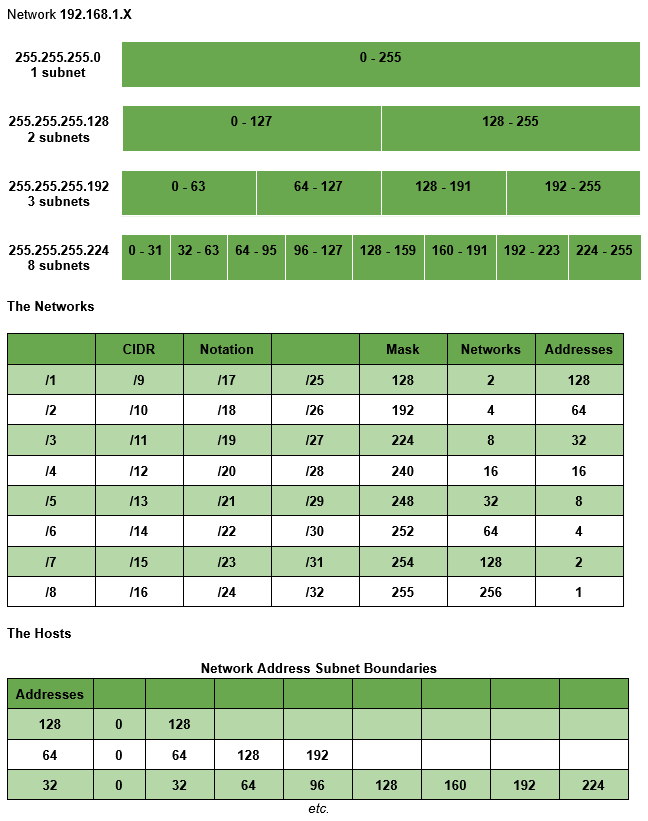 Network 192.168.1.X
255.255.255.0
1 subnet
0 - 255
255.255.255.128
2 subnets
0 - 127 128 - 255
255.255.255.192
3 subnets
0 - 63 64 - 127 128 - 191 192 - 255
255.255.255.224
8 subnets
0 - 31 32 - 63 64 - 95 96 - 127 128 - 159 160 - 191 192 - 223 224 - 255
The Networks
CIDR Notation Mask Networks Addresses
/1 /9 /17 /25 128 2 128
/2 /10 /18 /26 192 4 64
/3 /11 /19 /27 224 8 32
/4 /12 /20 /28 240 16 16
/5 /13 /21 /29 248 32 8
/6 /14 /22 /30 252 64 4
/7 /15 /23 /31 254 128 2
/8 /16 /24 /32 255 256 1
The Hosts
Network Address Subnet Boundaries
Addresses
128 0 128
64 0 64 128 192
32 0 32 64 96 128 160 192 224
etc.